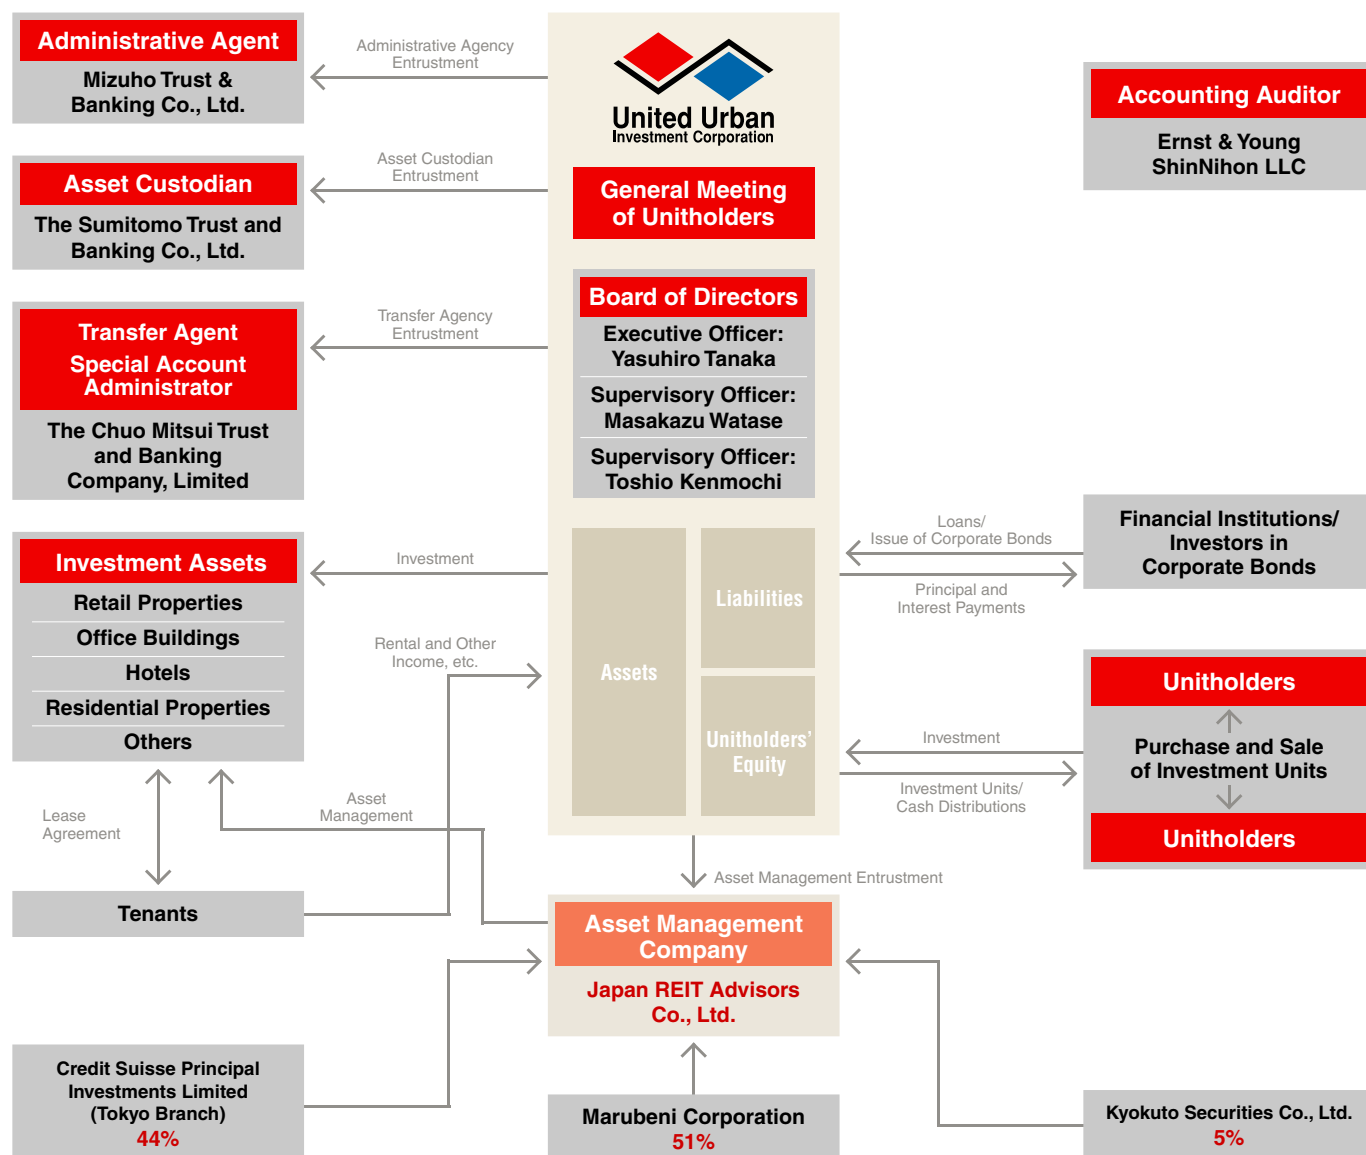 Administrative Agent
Mizuho Trust &
Banking Co., Ltd.
Administrative Agency
Entrustment
Asset Custodian
The Sumitomo Trust and
Banking Co., Ltd.
Asset Custodian
Entrustment
Transfer Agent
Special Account
Administrator
The Chuo Mitsui Trust
and Banking
Company, Limited
Transfer Agency
Entrustment
Investment Assets
Retail Properties
Office Buildings
Hotels
Residential Properties
Others
Investment
Rental and Other
Income, etc.
Lease
Agreement
Asset
Management
Tenants
United Urban
Investment Corporation
General Meeting
of Unitholders
Board of Directors
Executive Officer:
Yasuhiro Tanaka
Supervisory Officer:
Masakazu Watase
Supervisory Officer:
Toshio Kenmochi
Assets
Liabilities
Unitholders'
Equity
Accounting Auditor
Ernst & Young
ShinNihon LLC
Loans/
Issue of Corporate Bonds
Principal and
Interest Payments
Financial Institutions/
Investors in
Corporate Bonds
Investment
Investment Units/
Cash Distributions
Unitholders
Purchase and Sale
of Investment Units
Unitholders
Asset Management Entrustment
Asset Management
Company
Japan REIT Advisors
Co., Ltd.
Credit Suisse Principal
Investments Limited
(Tokyo Branch)
44%
Marubeni Corporation
51%
Kyokuto Securities Co., Ltd.
5%